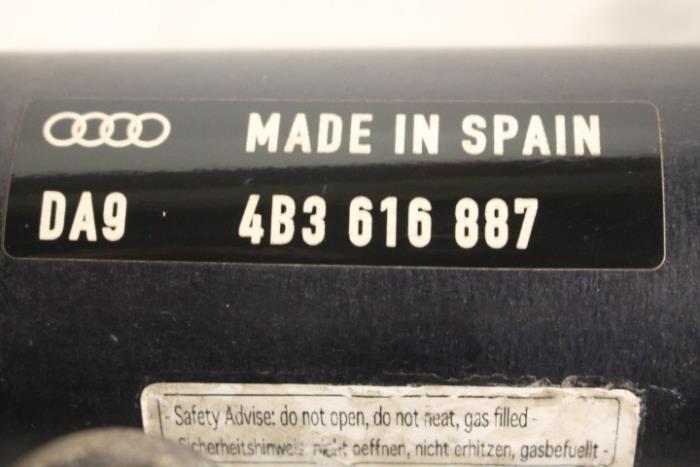 MADE IN SPAIN
DA9 4B3 616 887
- Safety Advise: do not open, do not heat, gas filled -
Sicherheitshinweis: nicht oeffnen, nicht erhitzen, gasbefuellt -